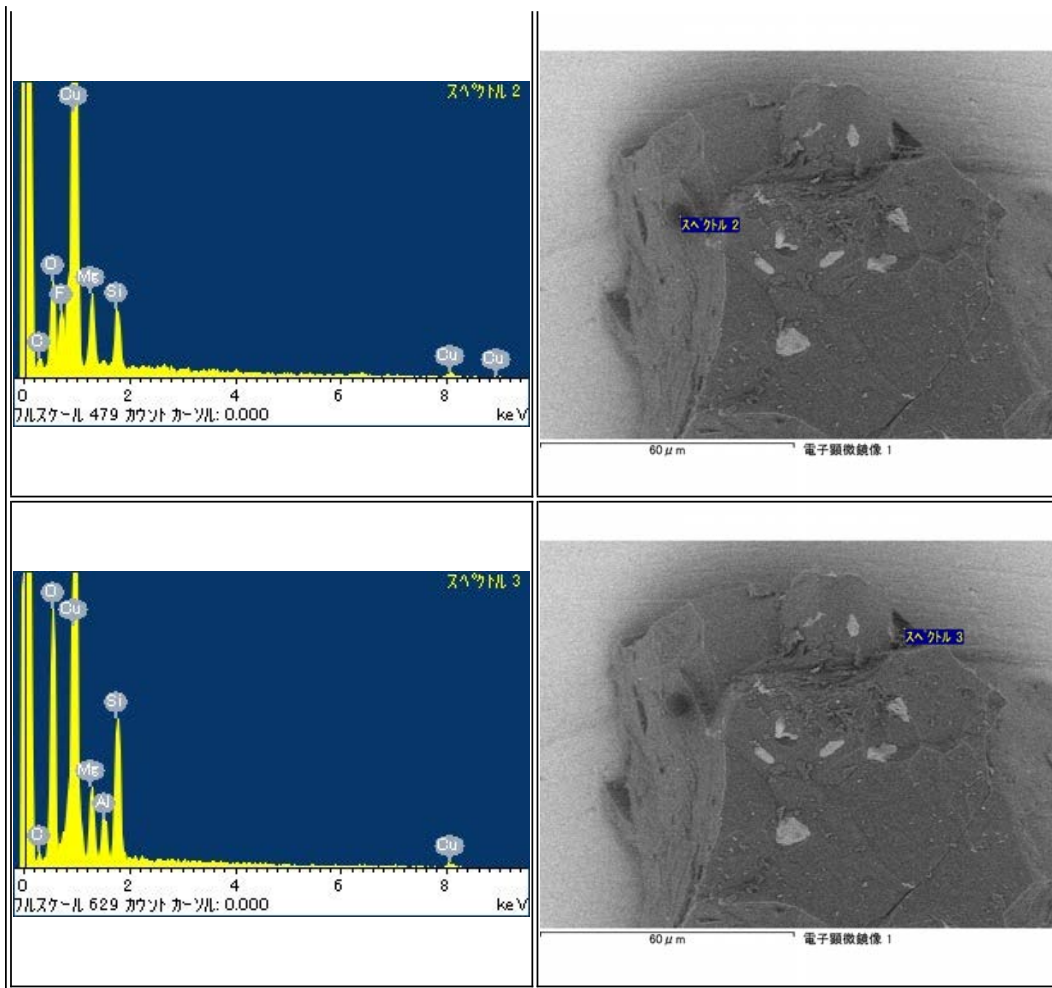 スペクトル 2
Cu
O
F
Mg
Si
C
Cu
Cu
0 2 4 6 8
フルスケール 479 カウント カーソル: 0.000 keV
スペクトル 2
60μm 電子顕微鏡像 1
スペクトル 3
O
Cu
Si
Mg
Al
C
Cu
0 2 4 6 8
フルスケール 629 カウント カーソル: 0.000 keV
スペクトル 3
60μm 電子顕微鏡像 1